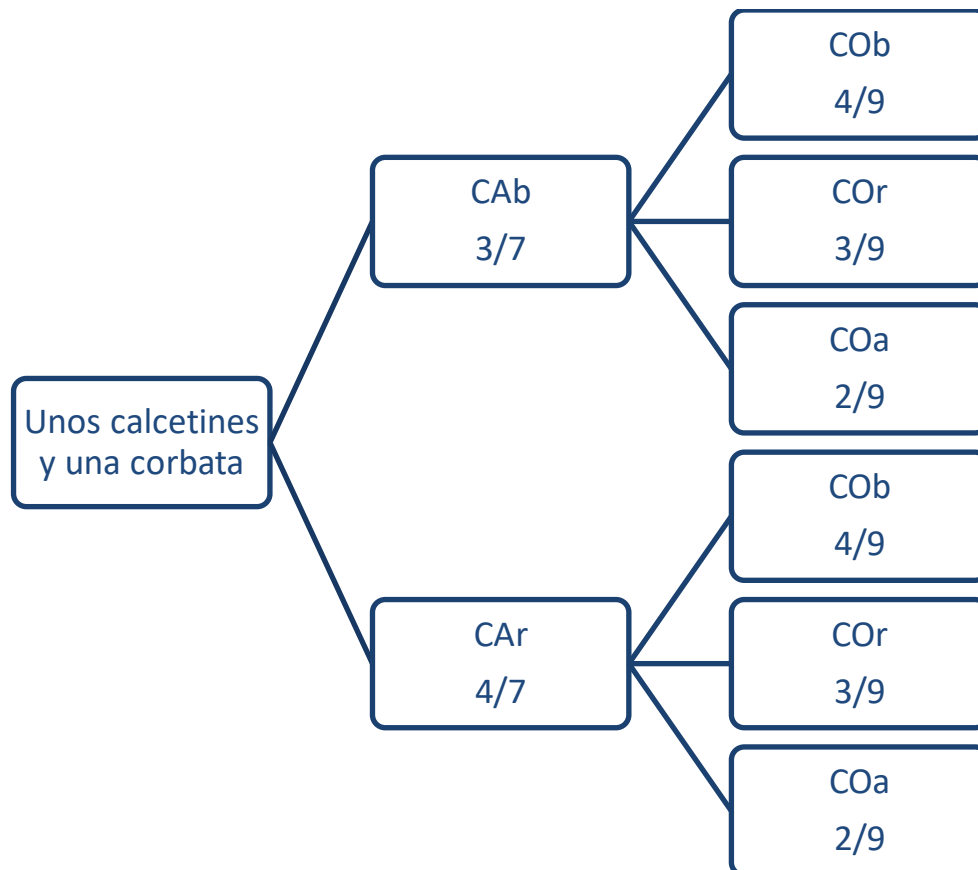 Unos calcetines
y una corbata
CAb
3/7
COb
4/9
COr
3/9
COa
2/9
CAr
4/7
COb
4/9
COr
3/9
COa
2/9